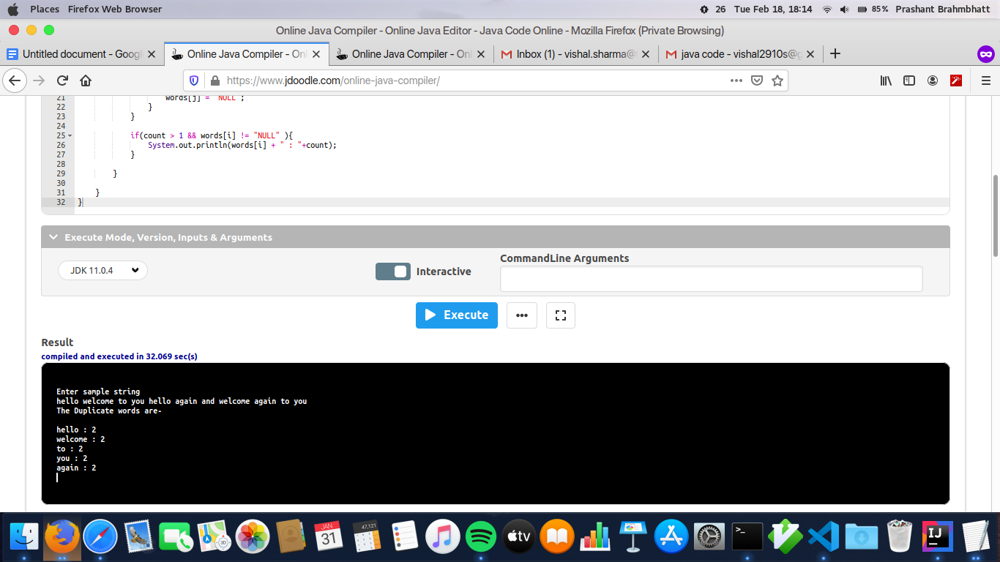 Places Firefox Web Browser 26 Tue Feb 18, 18:14 85% Prashant Brahmbhatt
Online Java Compiler - Online Java Editor - Java Code Online - Mozilla Firefox (Private Browsing)
Untitled document - Googl Online Java Compiler - Onl Online Java Compiler - Onl Inbox (1) - vishal.sharma@ java code - vishal2910s@g
https://www.jdoodle.com/online-java-compiler/
21 words[j] = "NULL";
22 }
23 }
24
25 if(count > 1 && words[i] != "NULL" ){
26 System.out.println(words[i] + " : "+count);
27 }
28
29 }
30
31 }
32 }
Execute Mode, Version, Inputs & Arguments
CommandLine Arguments
JDK 11.0.4 Interactive
Execute
Result
compiled and executed in 32.069 sec(s)
Enter sample string
hello welcome to you hello again and welcome again to you
The Duplicate words are-
hello : 2
welcome : 2
to : 2
you : 2
again : 2
JAN
31
47,121
3D
tv
>_
IJ